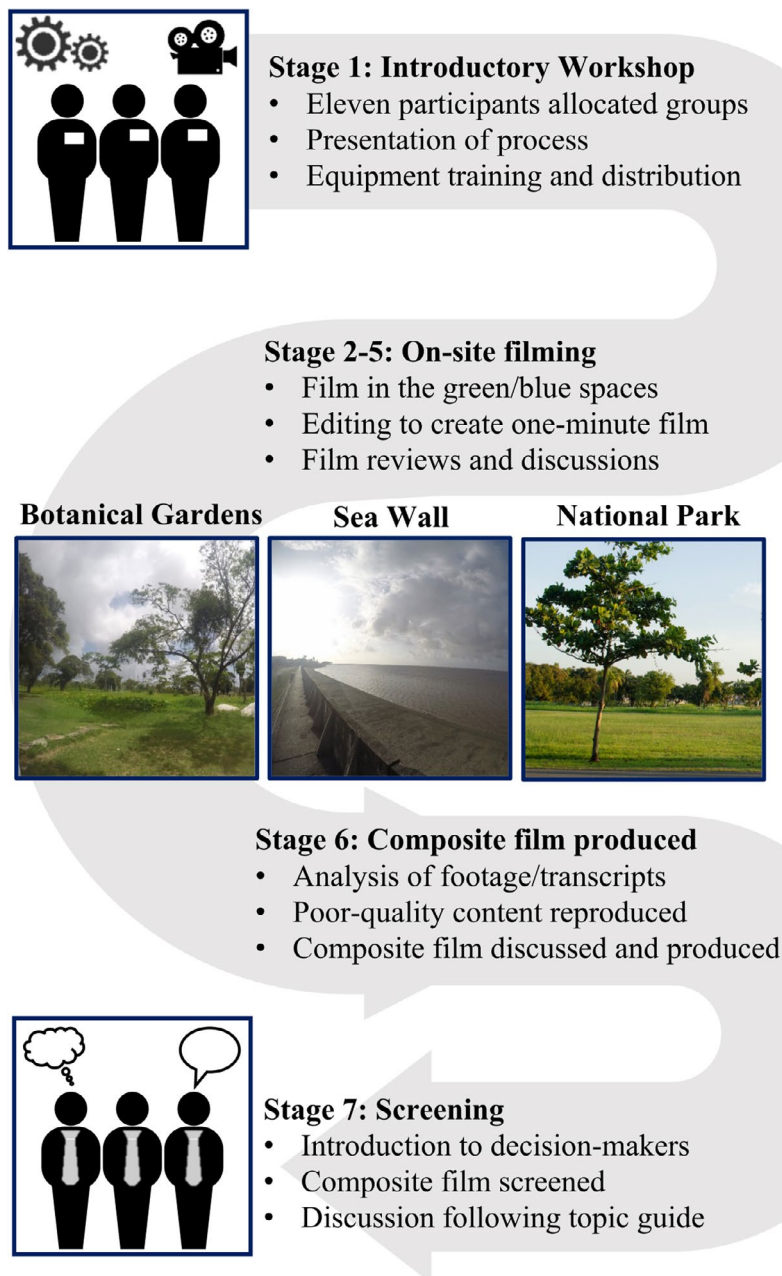 Stage 1: Introductory Workshop
• Eleven participants allocated groups
• Presentation of process
• Equipment training and distribution
Stage 2-5: On-site filming
• Film in the green/blue spaces
• Editing to create one-minute film
• Film reviews and discussions
Botanical Gardens
Sea Wall
National Park
Stage 6: Composite film produced
• Analysis of footage/transcripts
• Poor-quality content reproduced
• Composite film discussed and produced
Stage 7: Screening
• Introduction to decision-makers
• Composite film screened
• Discussion following topic guide